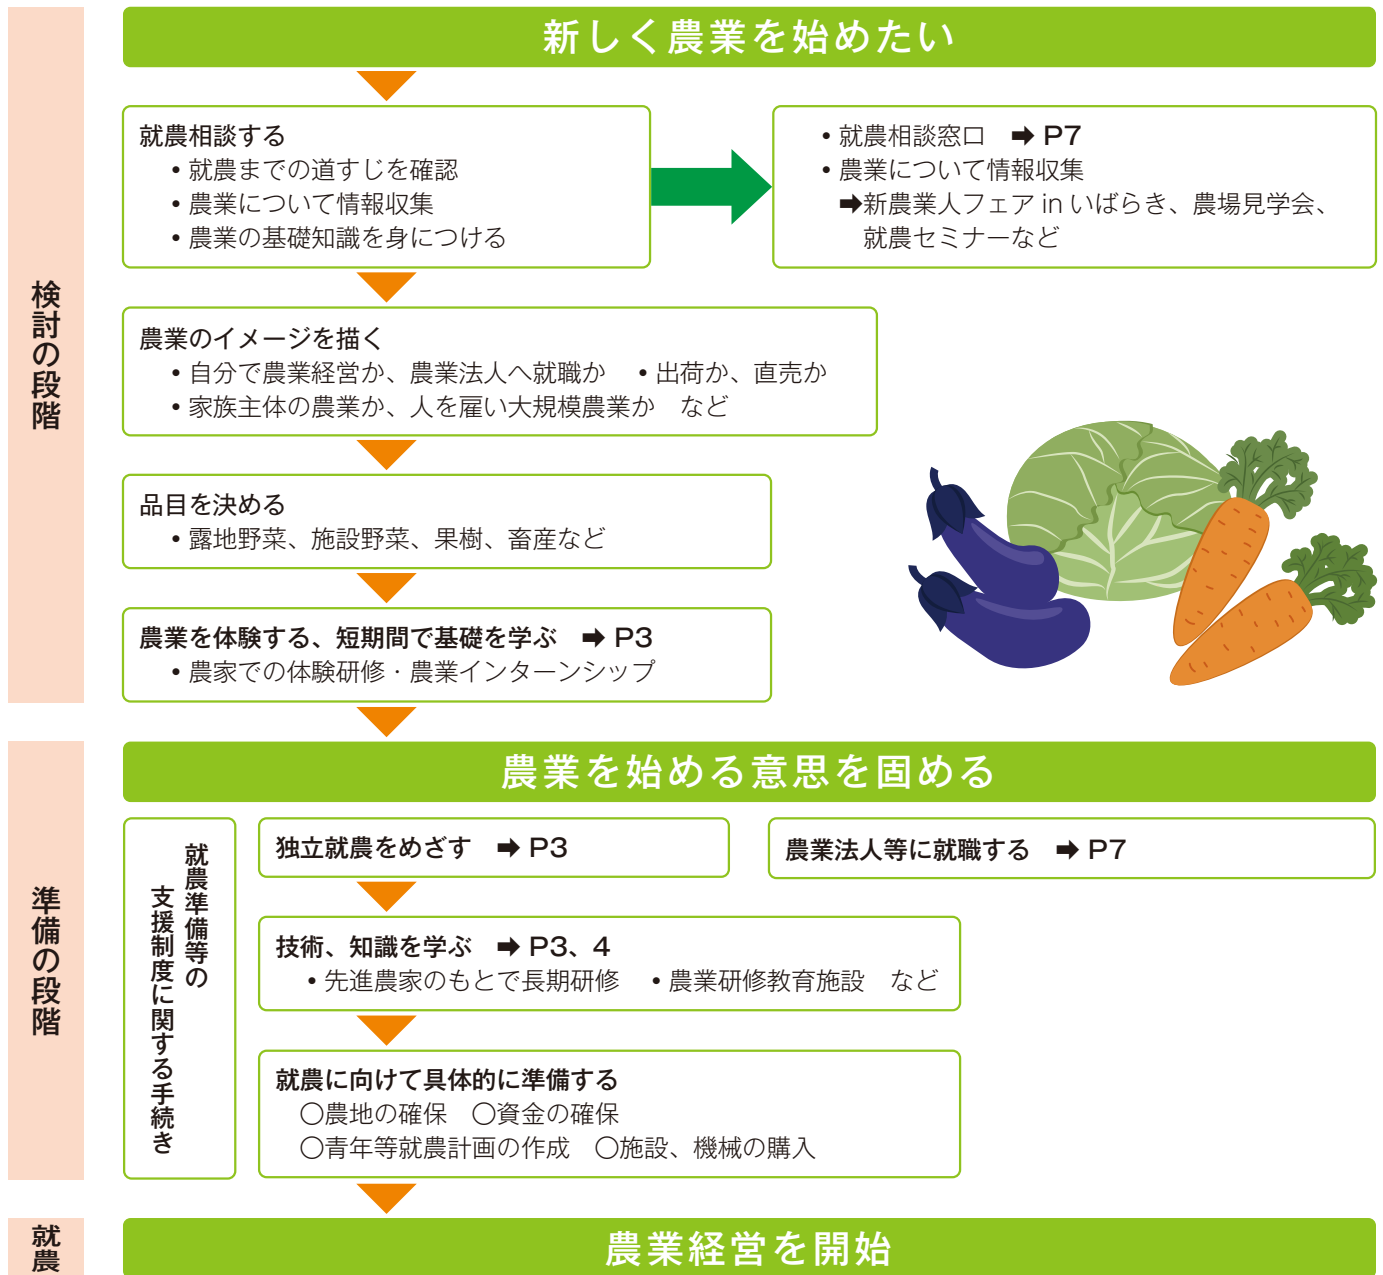 新しく農業を始めたい
検討の段階
就農相談する
• 就農までの道すじを確認
• 農業について情報収集
• 農業の基礎知識を身につける
• 就農相談窓口　➡ P7
• 農業について情報収集
➡新農業人フェア in いばらき、農場見学会、
就農セミナーなど
農業のイメージを描く
• 自分で農業経営か、農業法人へ就職か　• 出荷か、直売か
• 家族主体の農業か、人を雇い大規模農業か　など
品目を決める
• 露地野菜、施設野菜、果樹、畜産など
農業を体験する、短期間で基礎を学ぶ　➡ P3
• 農家での体験研修・農業インターンシップ
農業を始める意思を固める
準備の段階
就農準備等の
支援制度に関する手続き
独立就農をめざす　➡ P3
農業法人等に就職する　➡ P7
技術、知識を学ぶ　➡ P3、4
• 先進農家のもとで長期研修　• 農業研修教育施設　など
就農に向けて具体的に準備する
〇農地の確保　〇資金の確保
〇青年等就農計画の作成　〇施設、機械の購入
就農
農業経営を開始